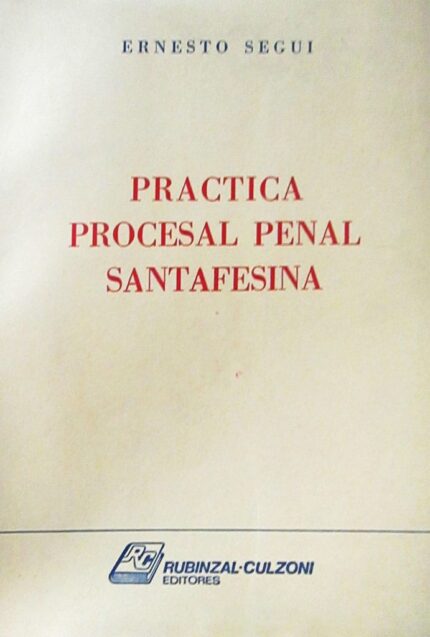 ERNESTO SEGUI
PRACTICA
PROCESAL PENAL
SANTAFESINA
RC RUBINZAL-CULZONI
EDITORES